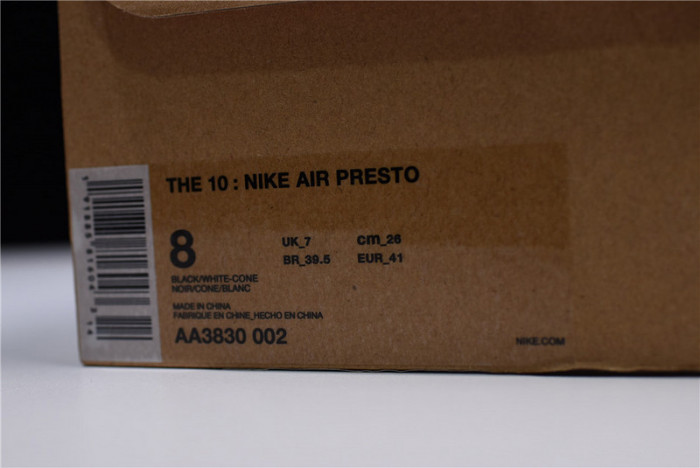 THE 10 : NIKE AIR PRESTO
8
UK_7 cm_26
BR_39.5 EUR_41
BLACK/WHITE-CONE
NOIR/CONE/BLANC
MADE IN CHINA
FABRIQUE EN CHINE_HECHO EN CHINA
AA3830 002
NIKE.COM